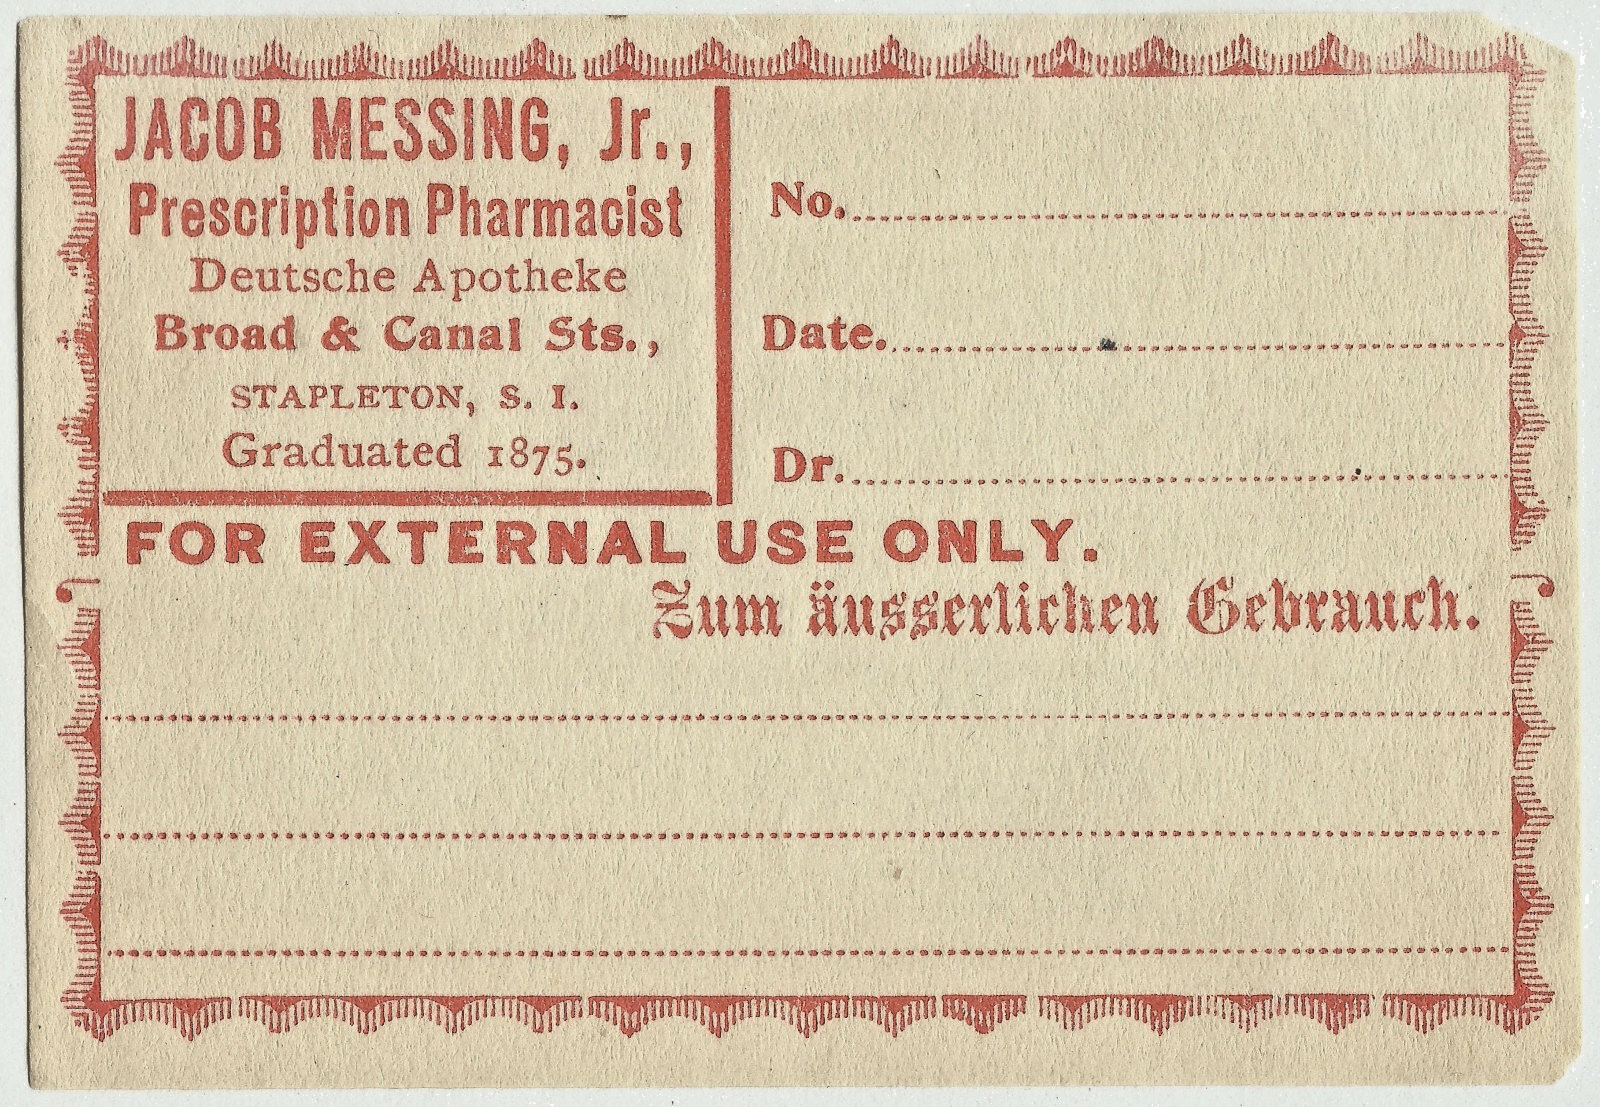 JACOB MESSING, Jr.,
Prescription Pharmacist
Deutsche Apotheke
Broad & Canal Sts.,
STAPLETON, S. I.
Graduated 1875.
No.
Date.
Dr.
FOR EXTERNAL USE ONLY.
Zum äusserlichen Gebrauch.